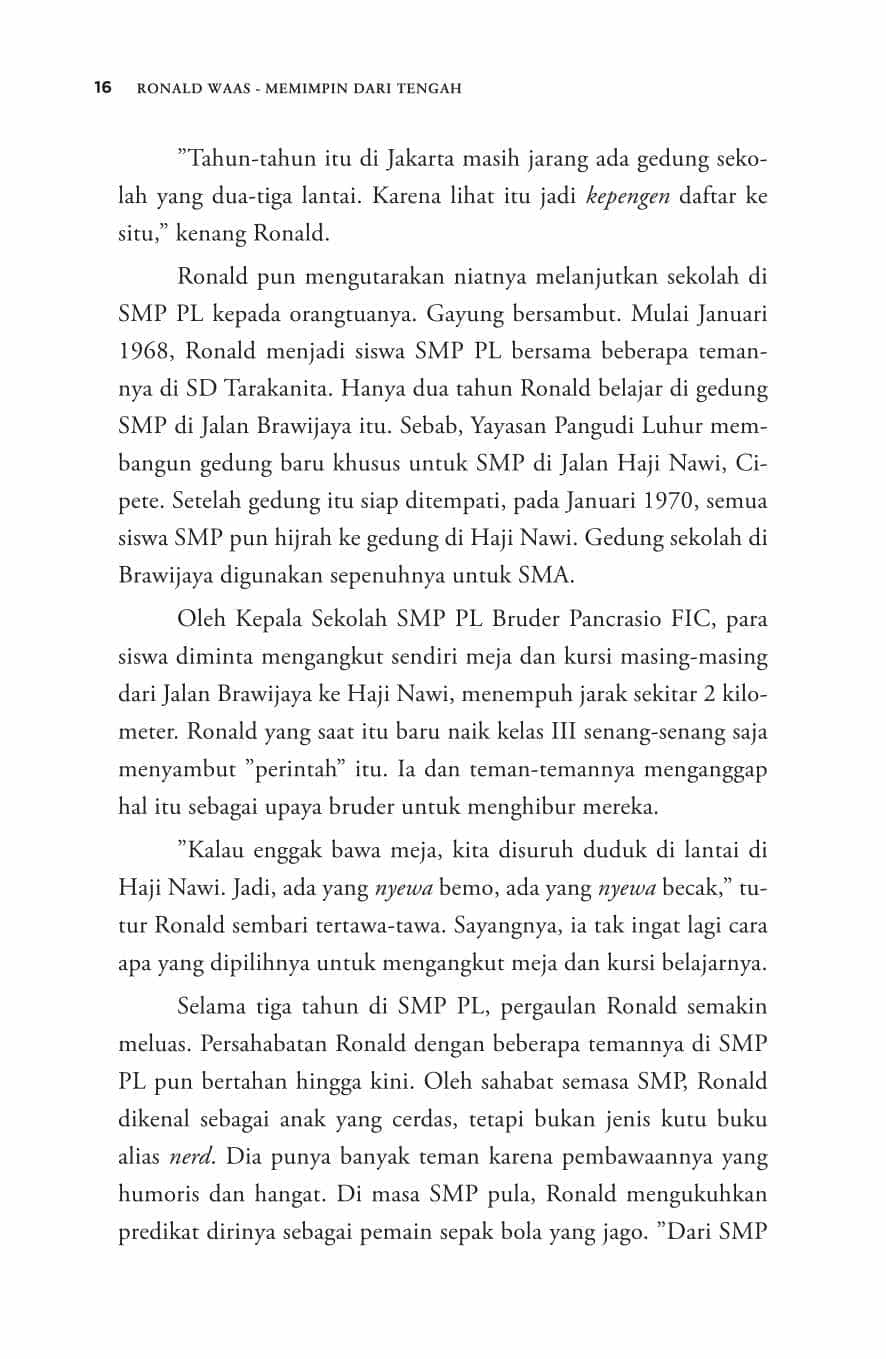 16 RONALD WAAS - MEMIMPIN DARI TENGAH
”Tahun-tahun itu di Jakarta masih jarang ada gedung seko-
lah yang dua-tiga lantai. Karena lihat itu jadi kepengen daftar ke
situ,” kenang Ronald.
Ronald pun mengutarakan niatnya melanjutkan sekolah di
SMP PL kepada orangtuanya. Gayung bersambut. Mulai Januari
1968, Ronald menjadi siswa SMP PL bersama beberapa teman-
nya di SD Tarakanita. Hanya dua tahun Ronald belajar di gedung
SMP di Jalan Brawijaya itu. Sebab, Yayasan Pangudi Luhur mem-
bangun gedung baru khusus untuk SMP di Jalan Haji Nawi, Ci-
pete. Setelah gedung itu siap ditempati, pada Januari 1970, semua
siswa SMP pun hijrah ke gedung di Haji Nawi. Gedung sekolah di
Brawijaya digunakan sepenuhnya untuk SMA.
Oleh Kepala Sekolah SMP PL Bruder Pancrasio FIC, para
siswa diminta mengangkut sendiri meja dan kursi masing-masing
dari Jalan Brawijaya ke Haji Nawi, menempuh jarak sekitar 2 kilo-
meter. Ronald yang saat itu baru naik kelas III senang-senang saja
menyambut ”perintah” itu. Ia dan teman-temannya menganggap
hal itu sebagai upaya bruder untuk menghibur mereka.
”Kalau enggak bawa meja, kita disuruh duduk di lantai di
Haji Nawi. Jadi, ada yang nyewa bemo, ada yang nyewa becak,” tu-
tur Ronald sembari tertawa-tawa. Sayangnya, ia tak ingat lagi cara
apa yang dipilihnya untuk mengangkut meja dan kursi belajarnya.
Selama tiga tahun di SMP PL, pergaulan Ronald semakin
meluas. Persahabatan Ronald dengan beberapa temannya di SMP
PL pun bertahan hingga kini. Oleh sahabat semasa SMP, Ronald
dikenal sebagai anak yang cerdas, tetapi bukan jenis kutu buku
alias nerd. Dia punya banyak teman karena pembawaannya yang
humoris dan hangat. Di masa SMP pula, Ronald mengukuhkan
predikat dirinya sebagai pemain sepak bola yang jago. ”Dari SMP